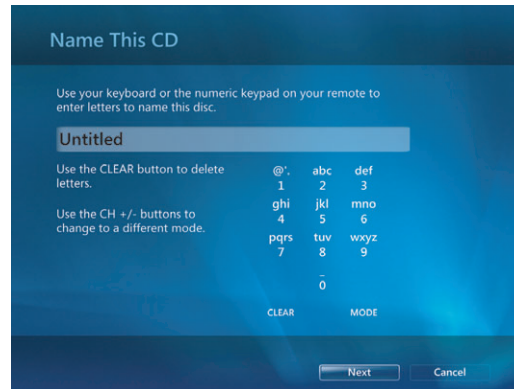 Name This CD
Use your keyboard or the numeric keypad on your remote to
enter letters to name this disc.
Untitled
Use the CLEAR button to delete
letters.
Use the CH +/- buttons to
change to a different mode.
@'. abc def
1 2 3
ghi jkl mno
4 5 6
pqrs tuv wxyz
7 8 9
_
0
CLEAR MODE
Next Cancel